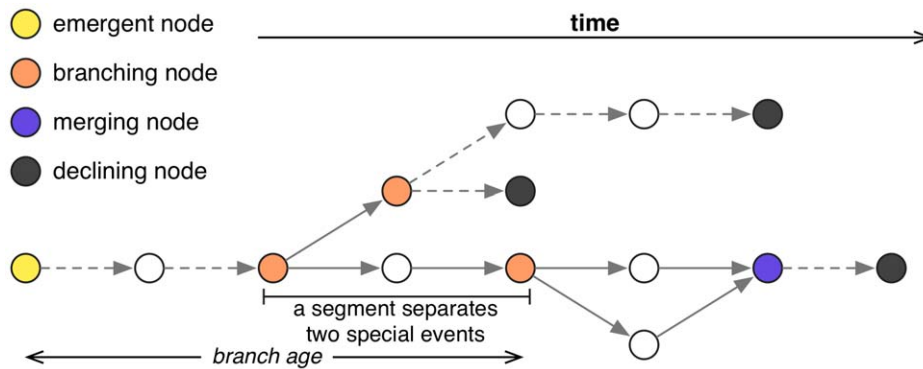 emergent node
time
branching node
merging node
declining node
a segment separates
two special events
branch age